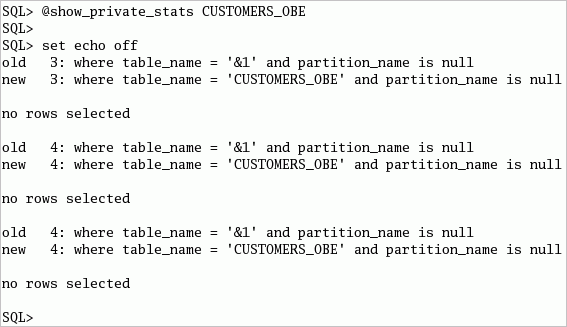 SQL> @show_private_stats CUSTOMERS_OBE
SQL>
SQL> set echo off
old   3: where table_name = '&1' and partition_name is null
new   3: where table_name = 'CUSTOMERS_OBE' and partition_name is null
no rows selected
old   4: where table_name = '&1' and partition_name is null
new   4: where table_name = 'CUSTOMERS_OBE' and partition_name is null
no rows selected
old   4: where table_name = '&1' and partition_name is null
new   4: where table_name = 'CUSTOMERS_OBE' and partition_name is null
no rows selected
SQL>